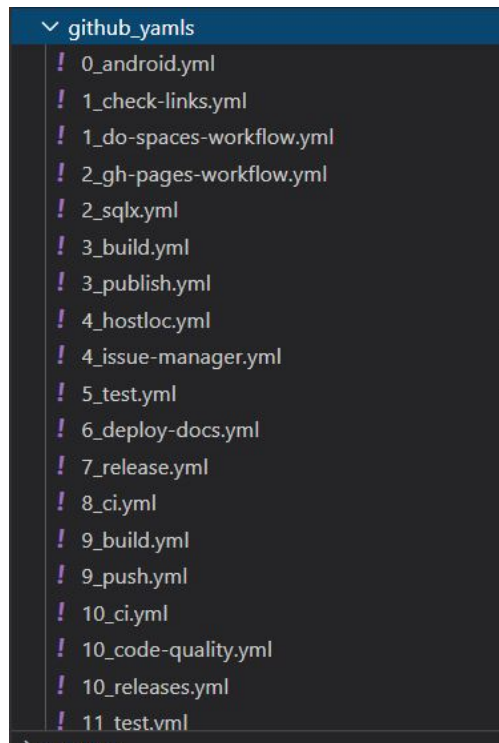 github_yamls
! 0_android.yml
! 1_check-links.yml
! 1_do-spaces-workflow.yml
! 2_gh-pages-workflow.yml
! 2_sqlx.yml
! 3_build.yml
! 3_publish.yml
! 4_hostloc.yml
! 4_issue-manager.yml
! 5_test.yml
! 6_deploy-docs.yml
! 7_release.yml
! 8_ci.yml
! 9_build.yml
! 9_push.yml
! 10_ci.yml
! 10_code-quality.yml
! 10_releases.yml
! 11_test.yml